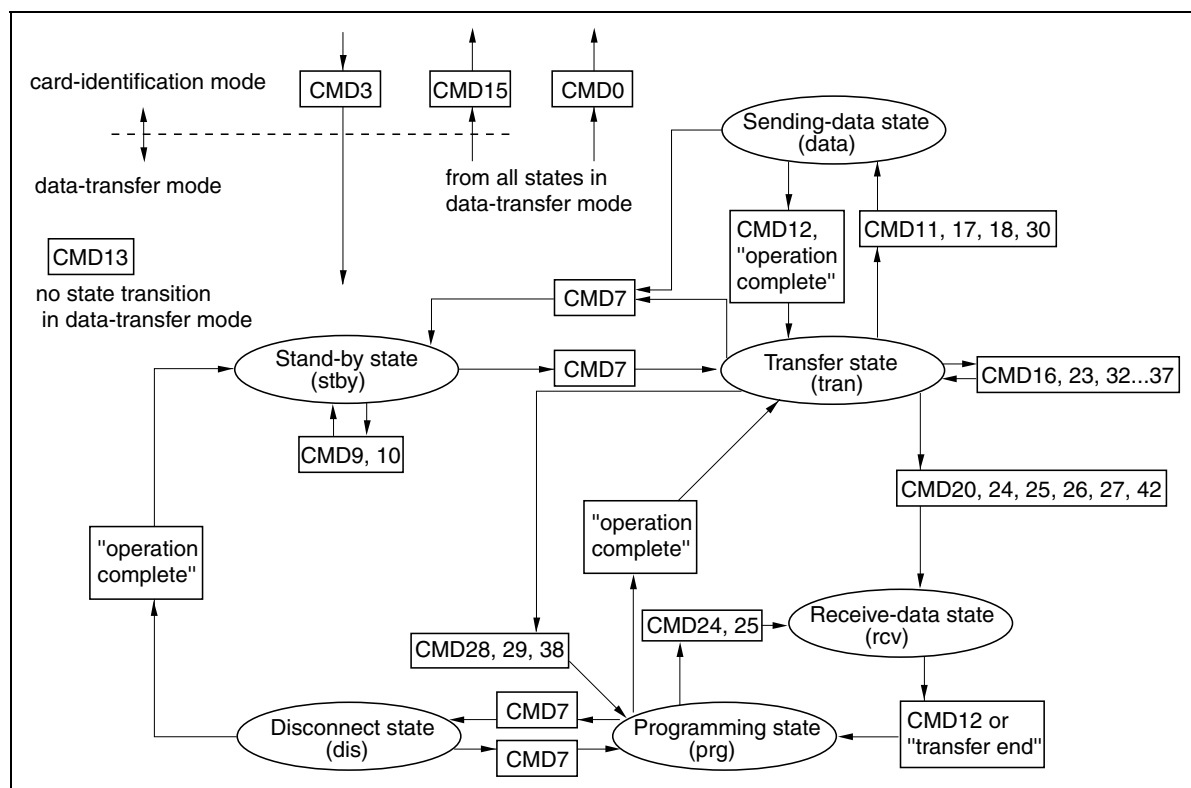 card-identification mode
CMD3
CMD15
CMD0
Sending-data state
(data)
data-transfer mode
from all states in
data-transfer mode
CMD12,
"operation
complete"
CMD11, 17, 18, 30
CMD13
no state transition
in data-transfer mode
CMD7
Stand-by state
(stby)
CMD7
Transfer state
(tran)
CMD16, 23, 32...37
CMD9, 10
CMD20, 24, 25, 26, 27, 42
"operation
complete"
"operation
complete"
Receive-data state
(rcv)
CMD24, 25
CMD28, 29, 38
CMD7
Disconnect state
(dis)
CMD7
Programming state
(prg)
CMD12 or
"transfer end"